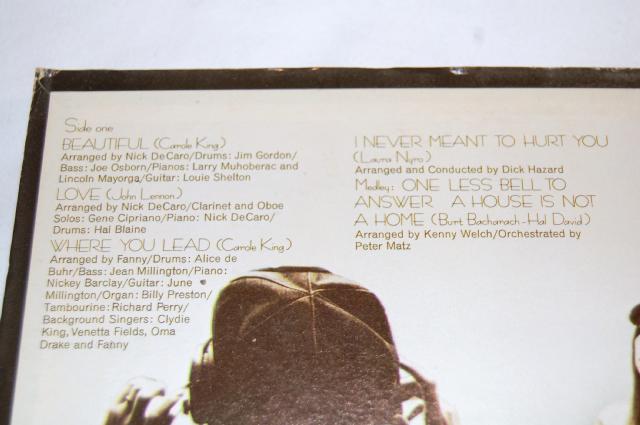 Side one
BEAUTIFUL (Carole King)
Arranged by Nick DeCaro/Drums: Jim Gordon/
Bass: Joe Osborn/Pianos: Larry Muhoberac and
Lincoln Mayorga/Guitar: Louie Shelton
LOVE (John Lennon)
Arranged by Nick DeCaro/Clarinet and Oboe
Solos: Gene Cipriano/Piano: Nick DeCaro/
Drums: Hal Blaine
WHERE YOU LEAD (Carole King)
Arranged by Fanny/Drums: Alice de
Buhr/Bass: Jean Millington/Piano:
Nickey Barclay/Guitar: June
Millington/Organ: Billy Preston/
Tambourine: Richard Perry/
Background Singers: Clydie
King, Venetta Fields, Oma
Drake and Fanny
I NEVER MEANT TO HURT YOU
(Laura Nyro)
Arranged and Conducted by Dick Hazard
Medley: ONE LESS BELL TO
ANSWER A HOUSE IS NOT
A HOME (Burt Bacharach-Hal David)
Arranged by Kenny Welch/Orchestrated by
Peter Matz